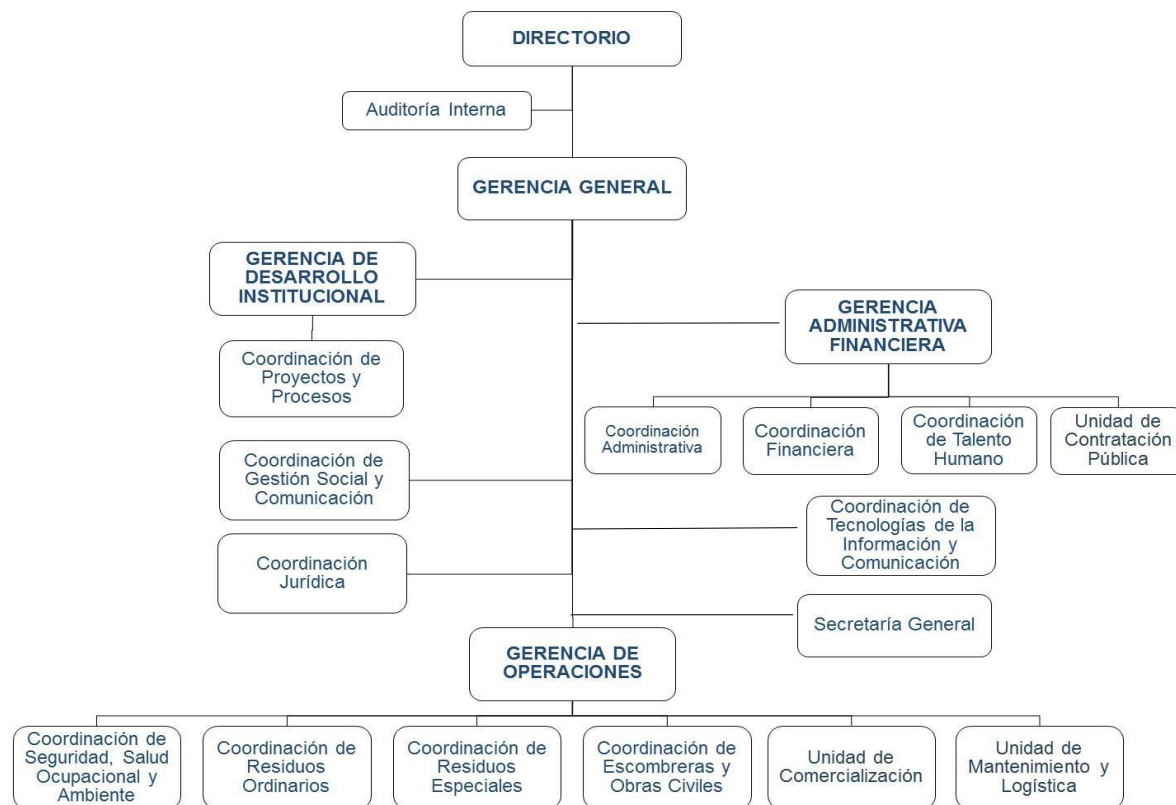 DIRECTORIO
Auditoría Interna
GERENCIA GENERAL
GERENCIA DE
DESARROLLO
INSTITUCIONAL
GERENCIA
ADMINISTRATIVA
FINANCIERA
Coordinación de
Proyectos y
Procesos
Coordinación
Administrativa
Coordinación
Financiera
Coordinación
de Talento
Humano
Unidad de
Contratación
Pública
Coordinación de
Gestión Social y
Comunicación
Coordinación de
Tecnologías de la
Información y
Comunicación
Coordinación
Jurídica
Secretaría General
GERENCIA DE
OPERACIONES
Coordinación de
Seguridad, Salud
Ocupacional y
Ambiente
Coordinación de
Residuos
Ordinarios
Coordinación de
Residuos
Especiales
Coordinación de
Escombreras y
Obras Civiles
Unidad de
Comercialización
Unidad de
Mantenimiento y
Logística